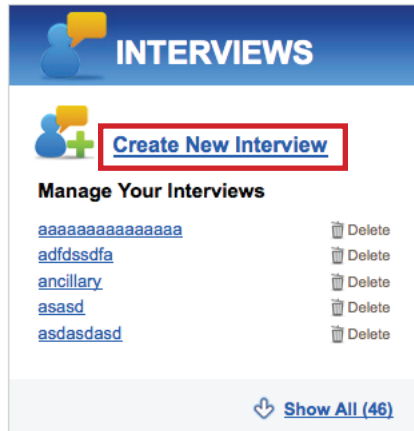 INTERVIEWS
Create New Interview
Manage Your Interviews
aaaaaaaaaaaaaaa Delete
adfdssdfa Delete
ancillary Delete
asasd Delete
asdasdasd Delete
Show All (46)